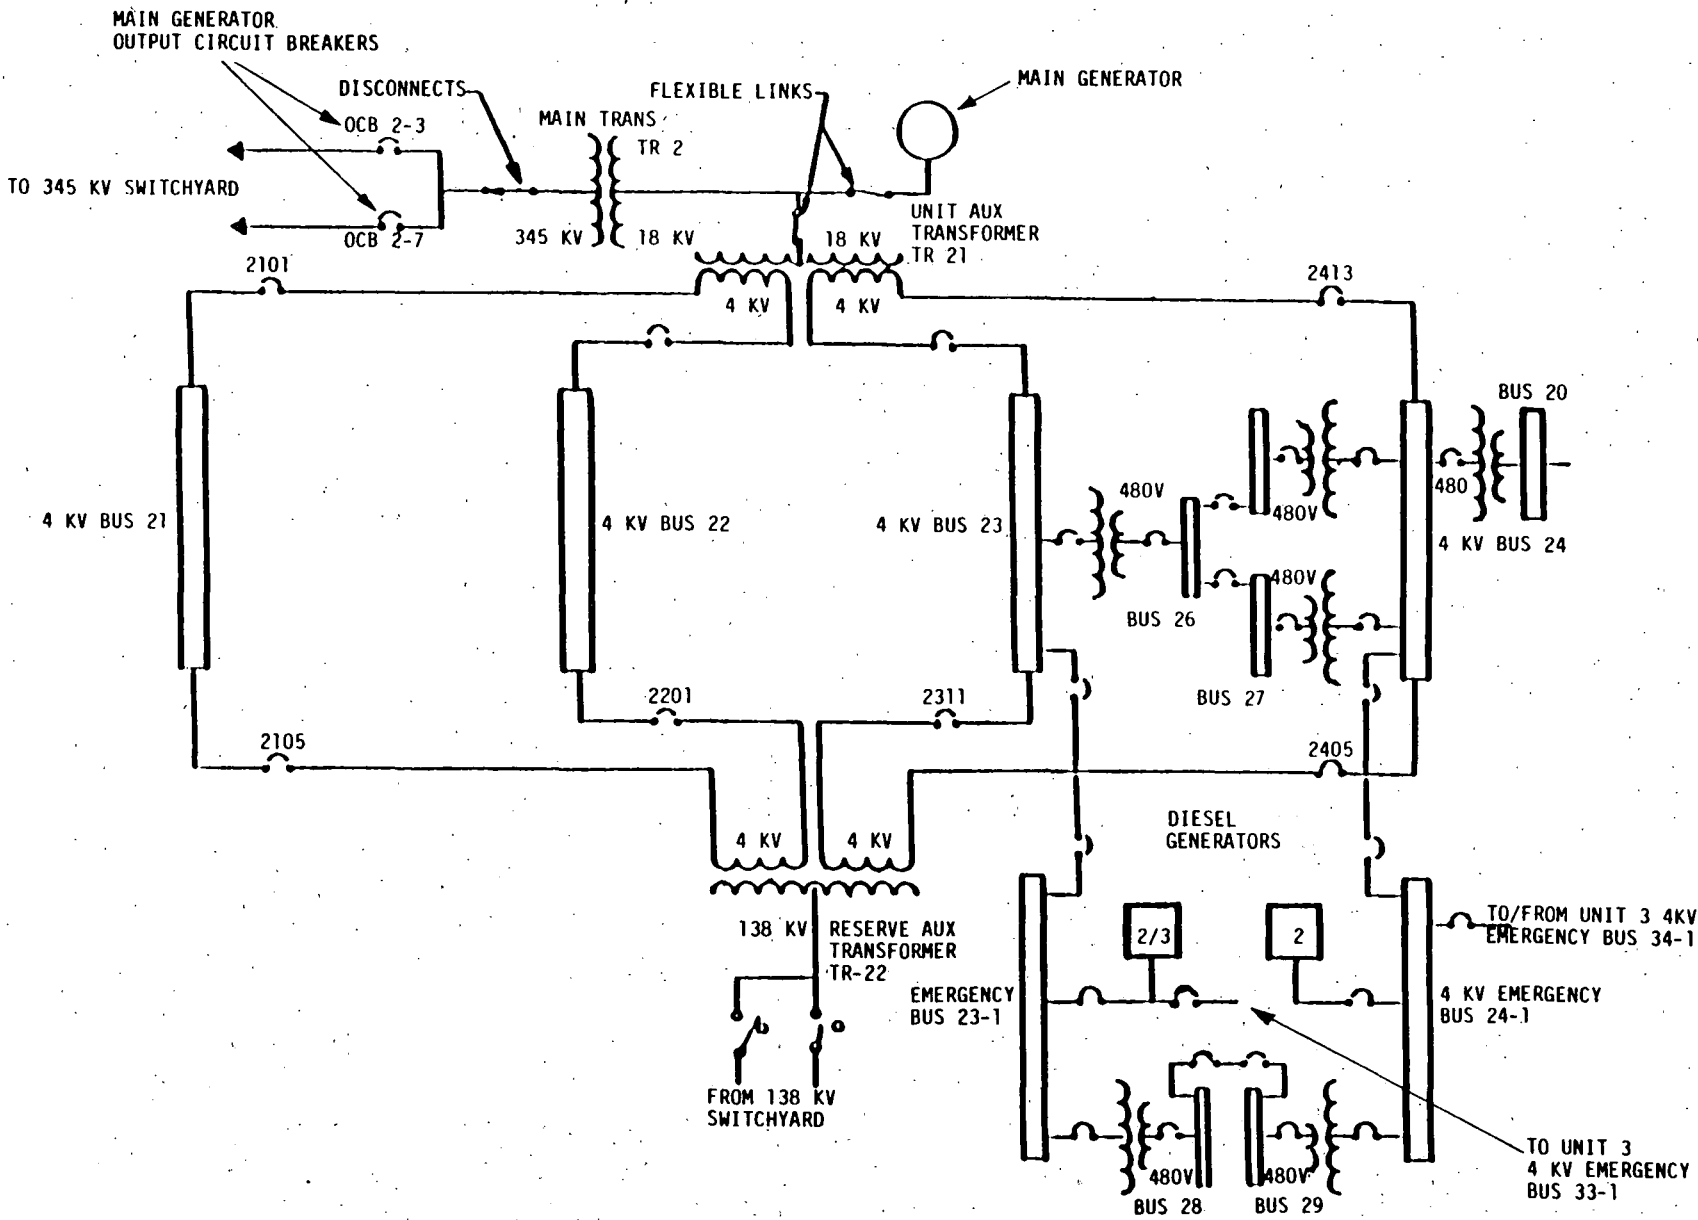 MAIN GENERATOR
OUTPUT CIRCUIT BREAKERS
DISCONNECTS
FLEXIBLE LINKS
MAIN GENERATOR
OCB 2-3
MAIN TRANS
TR 2
TO 345 KV SWITCHYARD
OCB 2-7
345 KV
18 KV
18 KV
UNIT AUX
TRANSFORMER
TR 21
2101
2413
4 KV
4 KV
BUS 20
480V
480V
480
4 KV BUS 21
4 KV BUS 22
4 KV BUS 23
4 KV BUS 24
480V
BUS 26
BUS 27
2201
2311
2105
2405
4 KV
4 KV
DIESEL
GENERATORS
138 KV
RESERVE AUX
TRANSFORMER
TR-22
2/3
2
TO/FROM UNIT 3 4KV
EMERGENCY BUS 34-1
EMERGENCY
BUS 23-1
4 KV EMERGENCY
BUS 24-1
FROM 138 KV
SWITCHYARD
480V
480V
BUS 28
BUS 29
TO UNIT 3
4 KV EMERGENCY
BUS 33-1